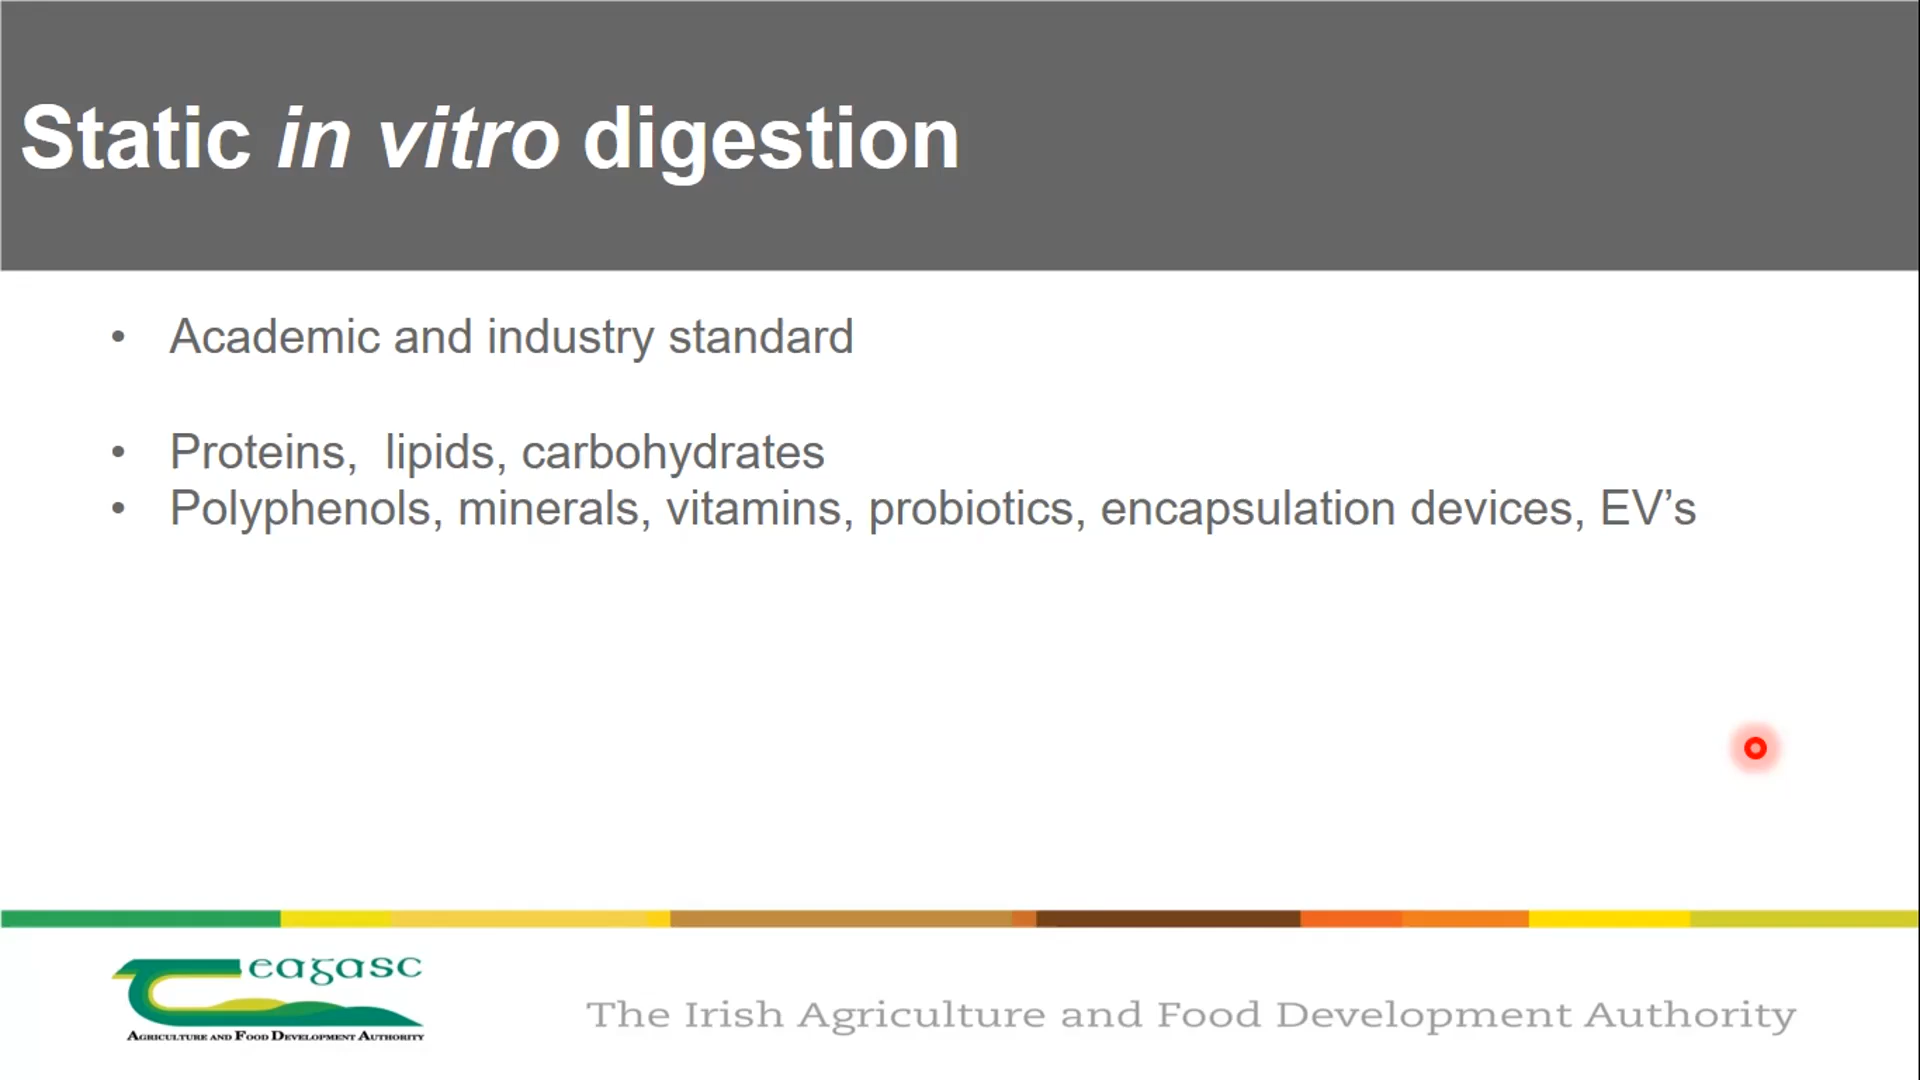 Static in vitro digestion
• Academic and industry standard
• Proteins,  lipids, carbohydrates
• Polyphenols, minerals, vitamins, probiotics, encapsulation devices, EV’s
Teagasc
Agriculture and Food Development Authority
The Irish Agriculture and Food Development Authority